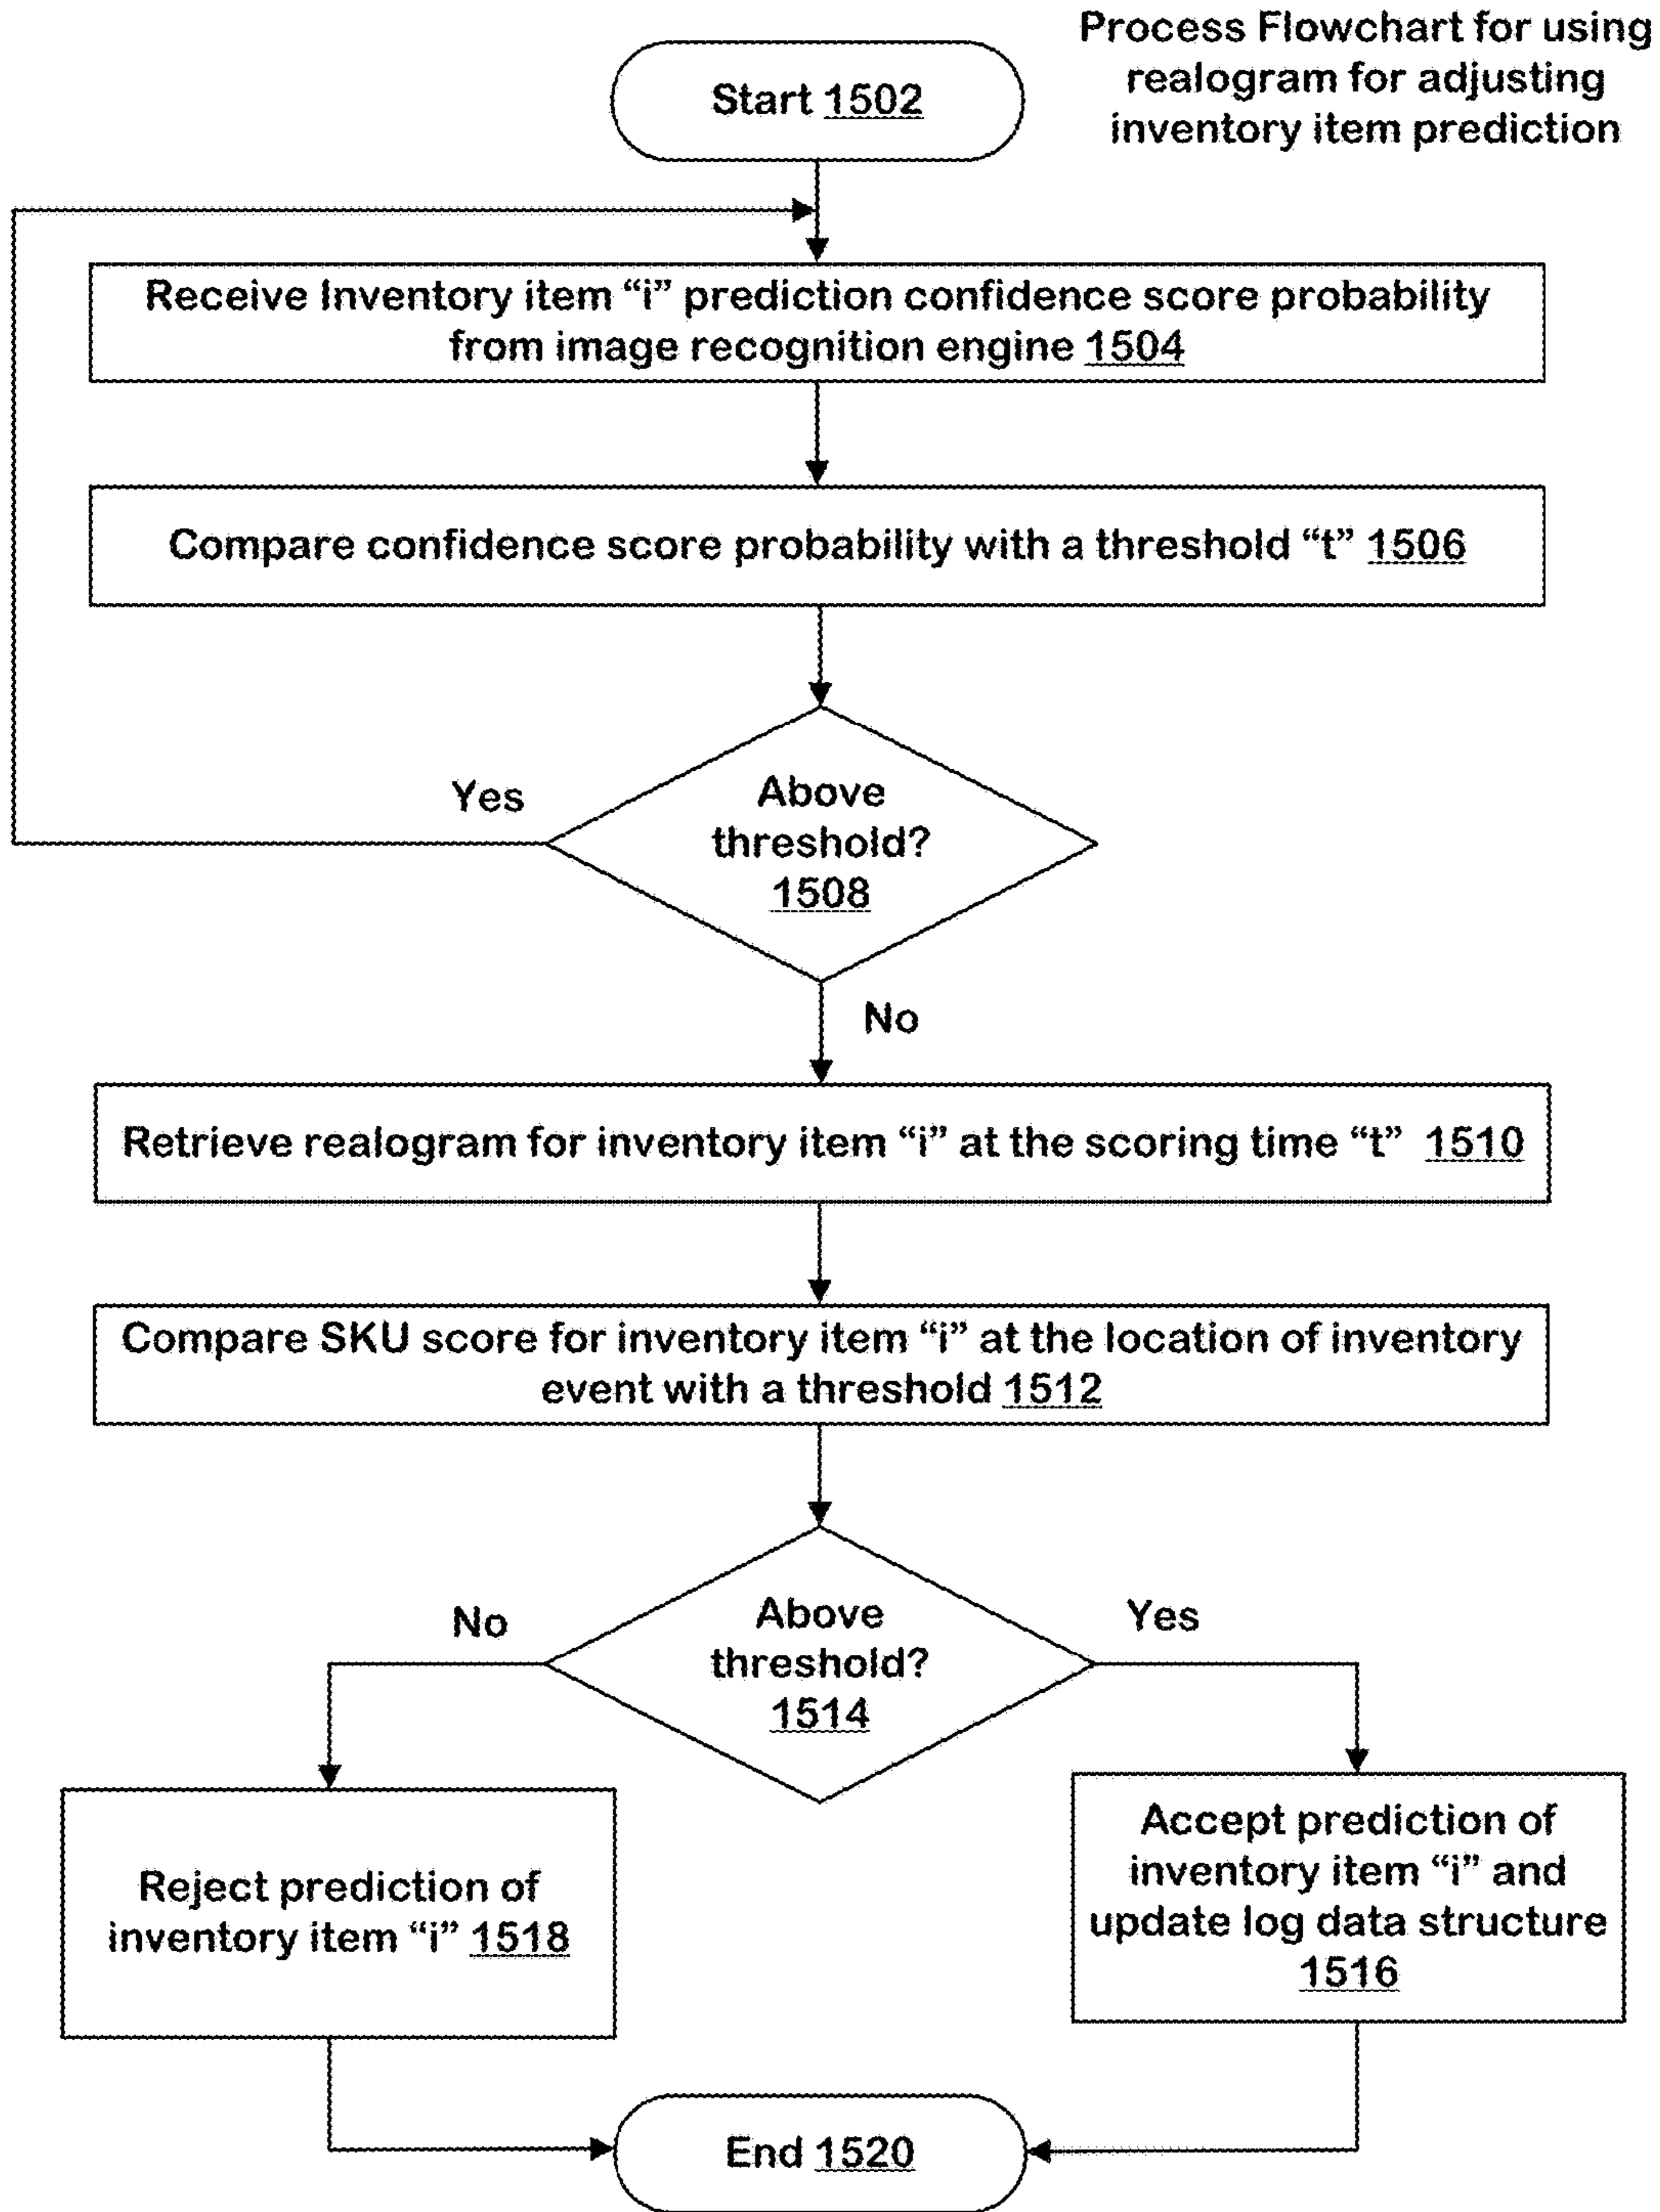 Process Flowchart for using
realogram for adjusting
inventory item prediction
Start 1502
Receive Inventory item “i” prediction confidence score probability
from image recognition engine 1504
Compare confidence score probability with a threshold “t” 1506
Yes
Above
threshold?
1508
No
Retrieve realogram for inventory item “i” at the scoring time “t” 1510
Compare SKU score for inventory item “i” at the location of inventory
event with a threshold 1512
No
Above
threshold?
1514
Yes
Reject prediction of
inventory item “i” 1518
Accept prediction of
inventory item “i” and
update log data structure
1516
End 1520